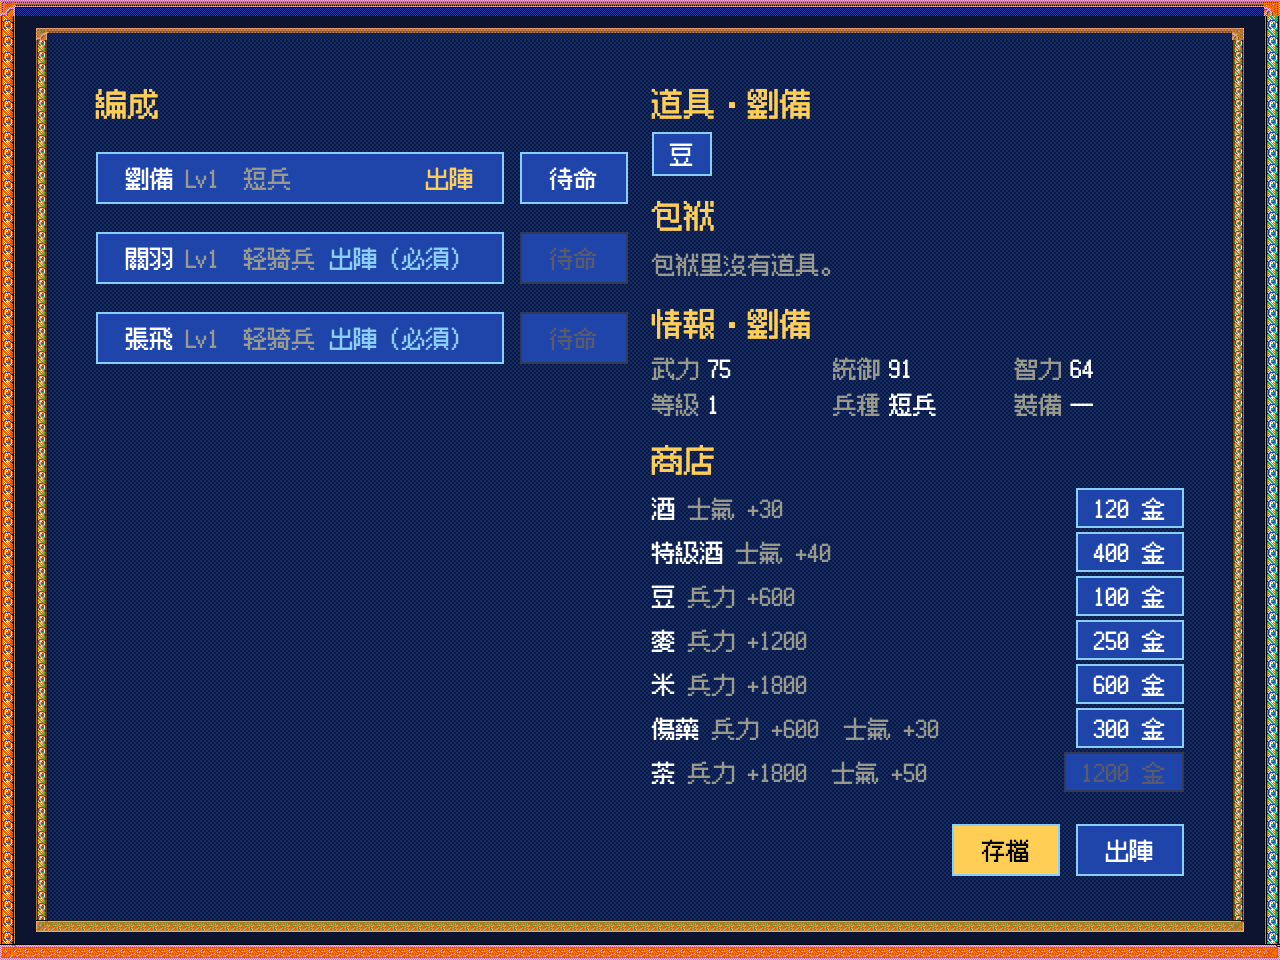 編成
劉備 Lv1 短兵 出陣 待命
關羽 Lv1 轻骑兵 出陣（必須） 待命
張飛 Lv1 轻骑兵 出陣（必須） 待命
道具・劉備
豆
包袱
包袱里沒有道具。
情報・劉備
武力 75 統御 91 智力 64
等級 1 兵種 短兵 裝備 —
商店
酒 士氣 +30 120 金
特級酒 士氣 +40 400 金
豆 兵力 +600 100 金
麥 兵力 +1200 250 金
米 兵力 +1800 600 金
傷藥 兵力 +600 士氣 +30 300 金
茶 兵力 +1800 士氣 +50 1200 金
存檔 出陣